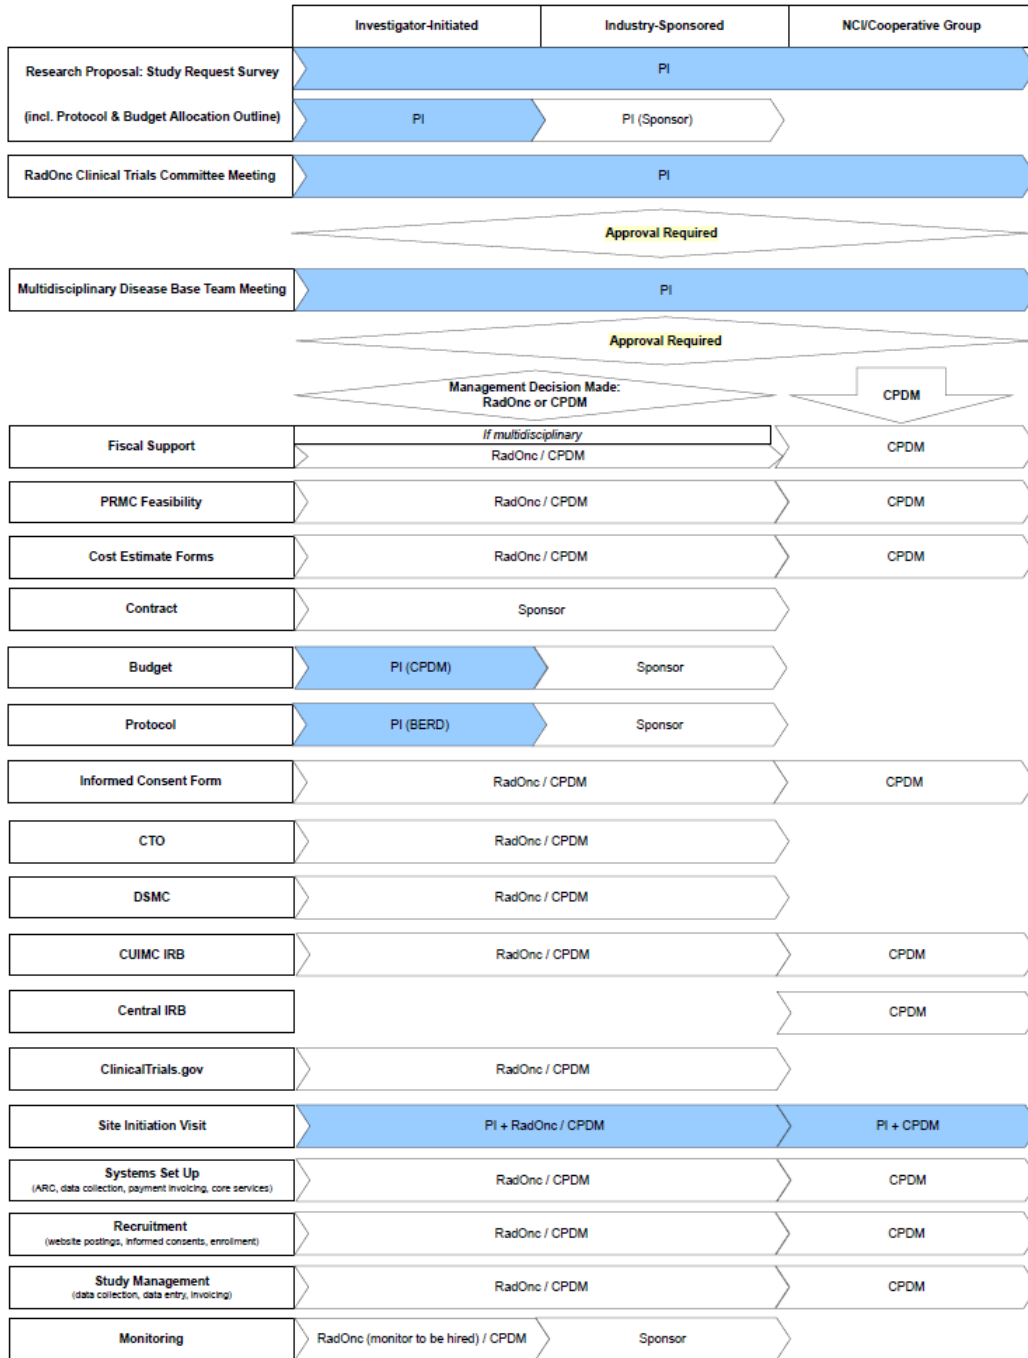 Investigator-Initiated
Industry-Sponsored
NCI/Cooperative Group
Research Proposal: Study Request Survey
PI
(incl. Protocol & Budget Allocation Outline)
PI
PI (Sponsor)
RadOnc Clinical Trials Committee Meeting
PI
Approval Required
Multidisciplinary Disease Base Team Meeting
PI
Approval Required
Management Decision Made:
RadOnc or CPDM
CPDM
Fiscal Support
If multidisciplinary
RadOnc / CPDM
CPDM
PRMC Feasibility
RadOnc / CPDM
CPDM
Cost Estimate Forms
RadOnc / CPDM
CPDM
Contract
Sponsor
Budget
PI (CPDM)
Sponsor
Protocol
PI (BERD)
Sponsor
Informed Consent Form
RadOnc / CPDM
CPDM
CTO
RadOnc / CPDM
DSMC
RadOnc / CPDM
CUIMC IRB
RadOnc / CPDM
CPDM
Central IRB
CPDM
ClinicalTrials.gov
RadOnc / CPDM
Site Initiation Visit
PI + RadOnc / CPDM
PI + CPDM
Systems Set Up
(ARC, data collection, payment invoicing, core services)
RadOnc / CPDM
CPDM
Recruitment
(website postings, informed consents, enrollment)
RadOnc / CPDM
CPDM
Study Management
(data collection, data entry, invoicing)
RadOnc / CPDM
CPDM
Monitoring
RadOnc (monitor to be hired) / CPDM
Sponsor